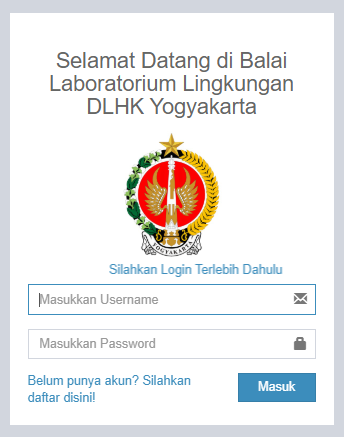 Selamat Datang di Balai
Laboratorium Lingkungan
DLHK Yogyakarta
YOGYAKARTA
Silahkan Login Terlebih Dahulu
Masukkan Username
Masukkan Password
Belum punya akun? Silahkan
daftar disini!
Masuk